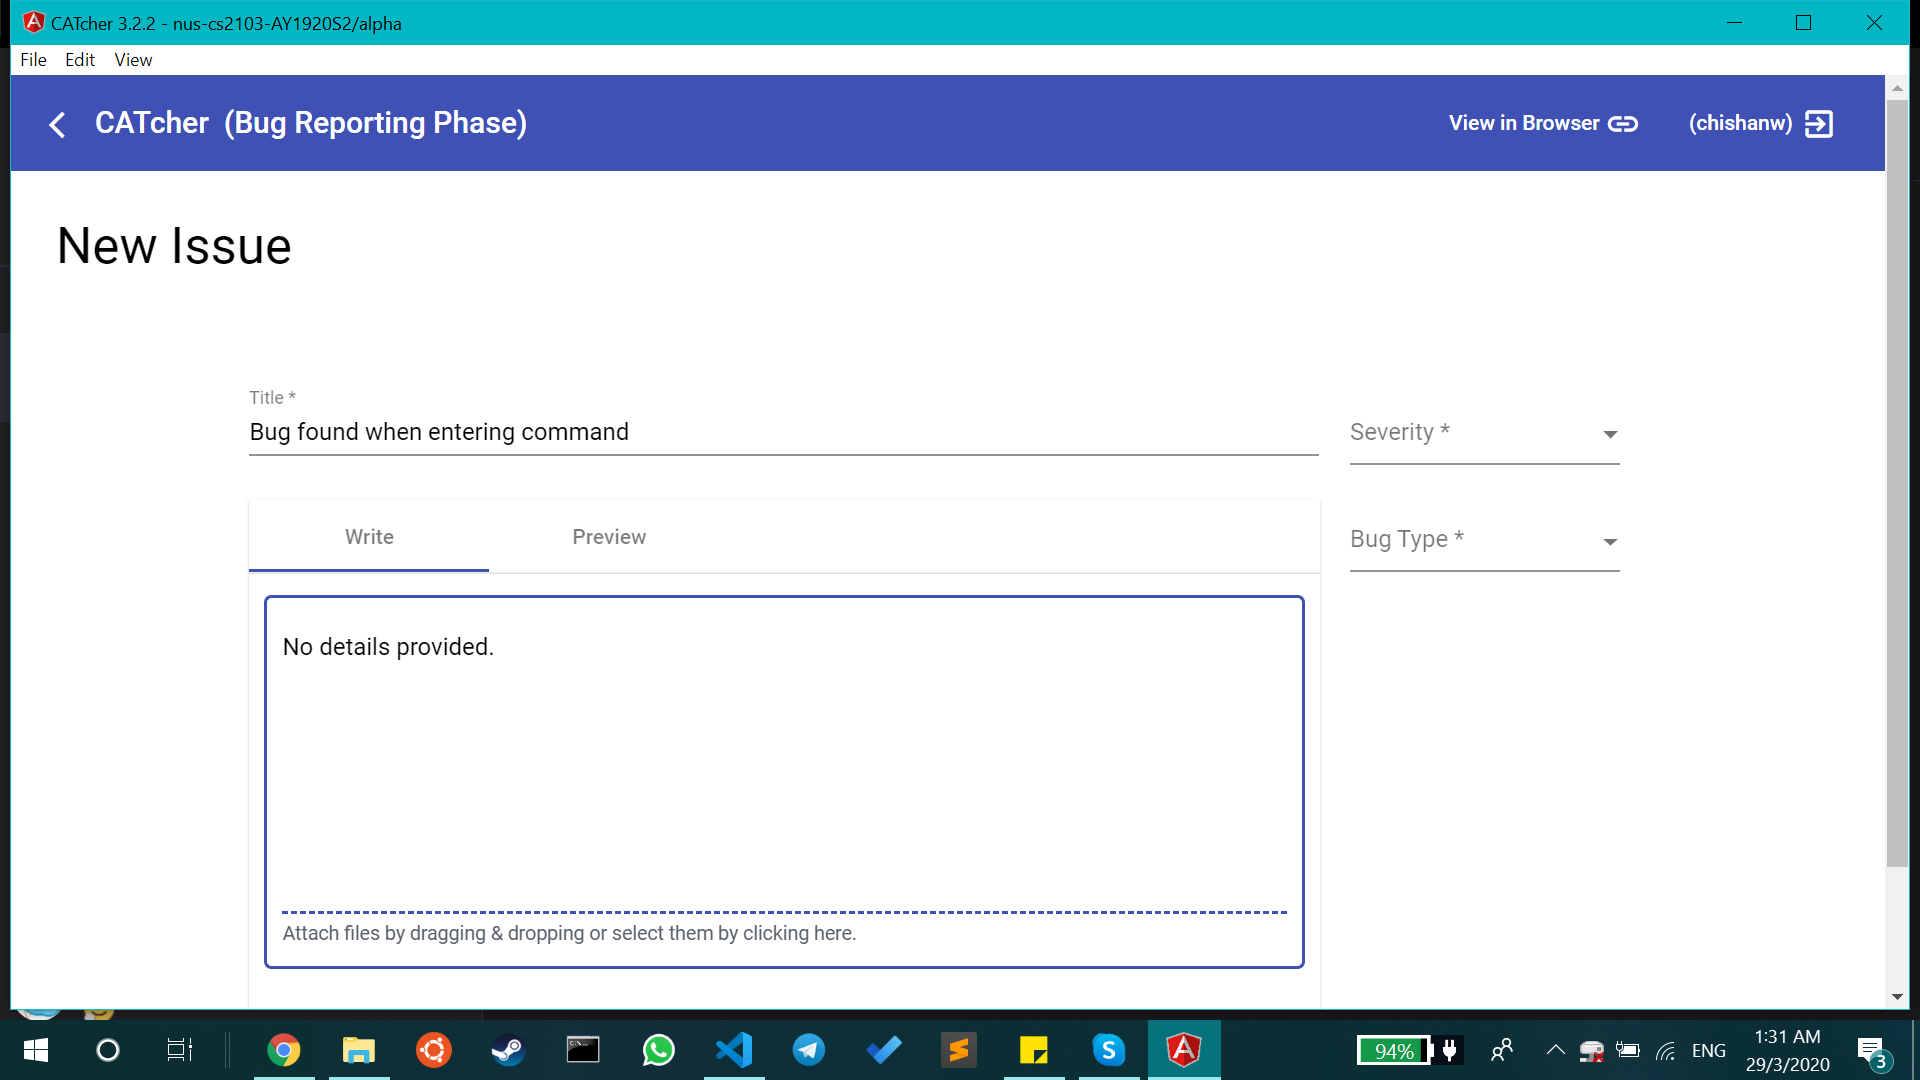 CATcher 3.2.2 - nus-cs2103-AY1920S2/alpha
File Edit View
CATcher (Bug Reporting Phase)
View in Browser
(chishanw)
New Issue
Title *
Bug found when entering command
Severity *
Write
Preview
Bug Type *
No details provided.
Attach files by dragging & dropping or select them by clicking here.
94%
ENG
1:31 AM
29/3/2020
3